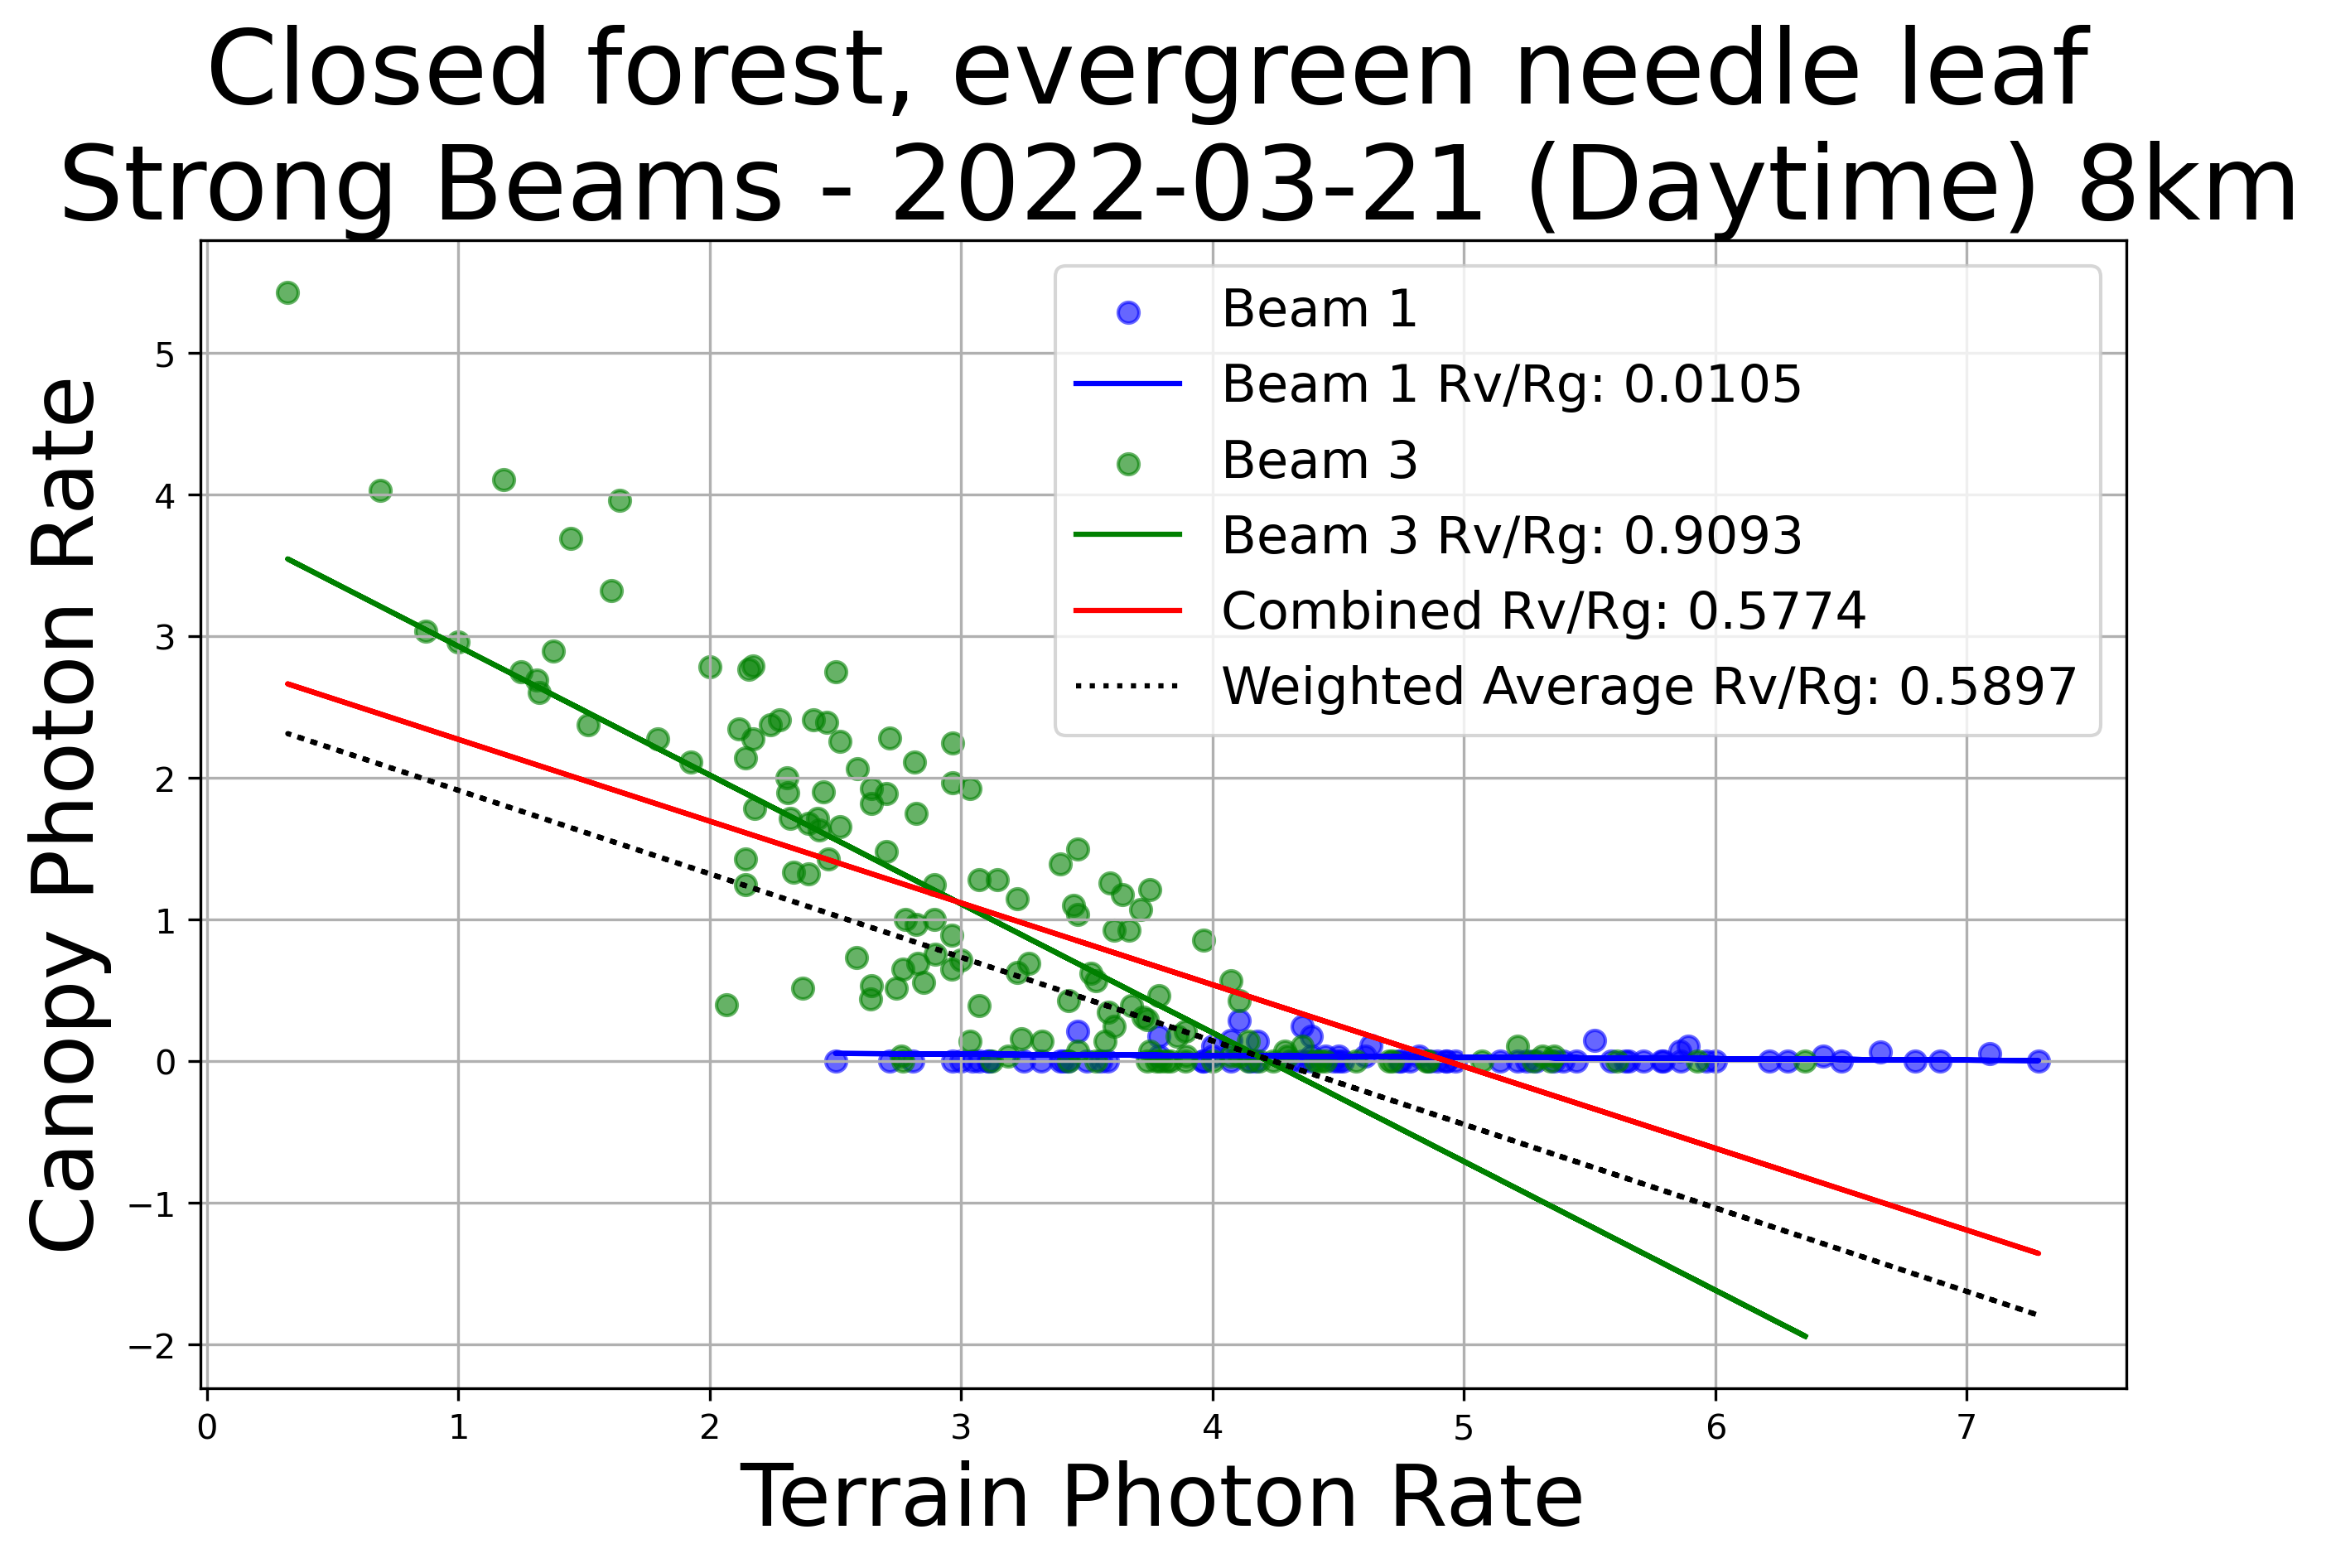 Closed forest, evergreen needle leaf
Strong Beams - 2022-03-21 (Daytime) 8km
Beam 1
Beam 1 Rv/Rg: 0.0105
Beam 3
Beam 3 Rv/Rg: 0.9093
Combined Rv/Rg: 0.5774
Weighted Average Rv/Rg: 0.5897
Canopy Photon Rate
5
4
3
2
1
0
−1
−2
0 1 2 3 4 5 6 7
Terrain Photon Rate